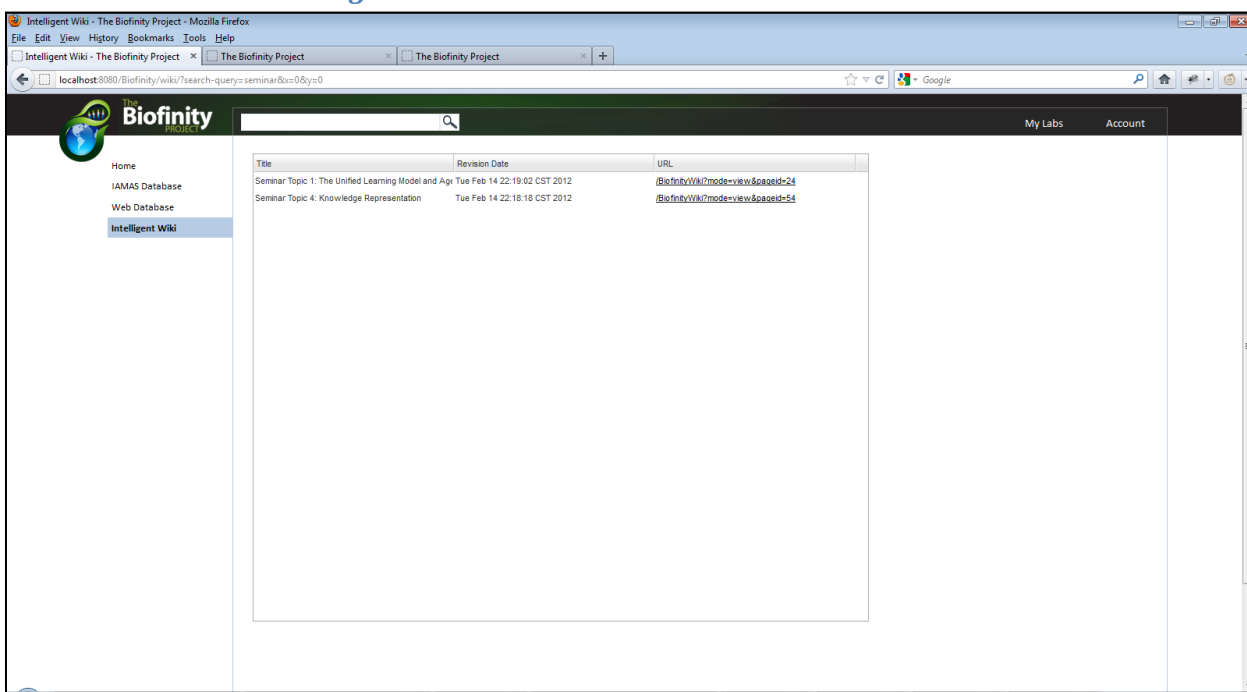 Intelligent Wiki - The Biofinity Project - Mozilla Firefox
File Edit View History Bookmarks Tools Help
Intelligent Wiki - The Biofinity Project × The Biofinity Project × The Biofinity Project × +
localhost:8080/Biofinity/wiki/?search-query=seminar&x=0&y=0 Google
The
Biofinity
PROJECT
My Labs Account
Home
IAMAS Database
Web Database
Intelligent Wiki
Title Revision Date URL
Seminar Topic 1: The Unified Learning Model and Age Tue Feb 14 22:19:02 CST 2012 /BiofinityWiki?mode=view&pageid=24
Seminar Topic 4: Knowledge Representation Tue Feb 14 22:18:18 CST 2012 /BiofinityWiki?mode=view&pageid=54